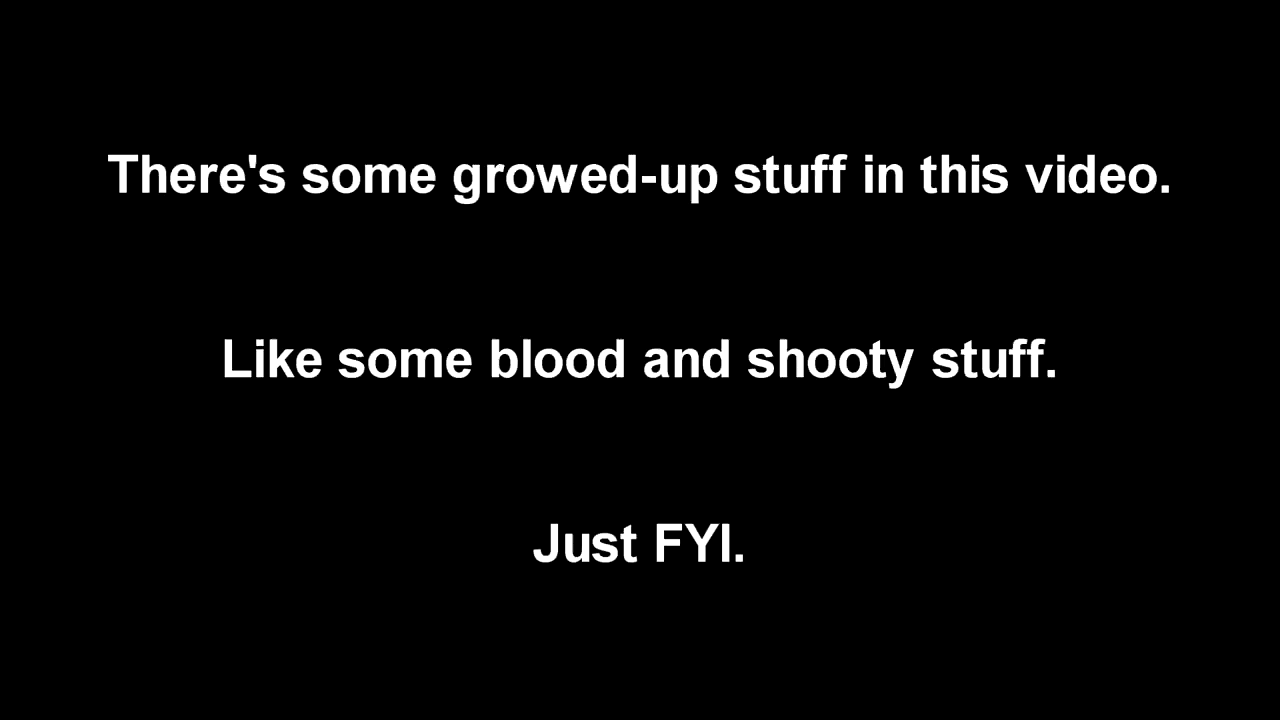 There's some growed-up stuff in this video.
Like some blood and shooty stuff.
Just FYI.